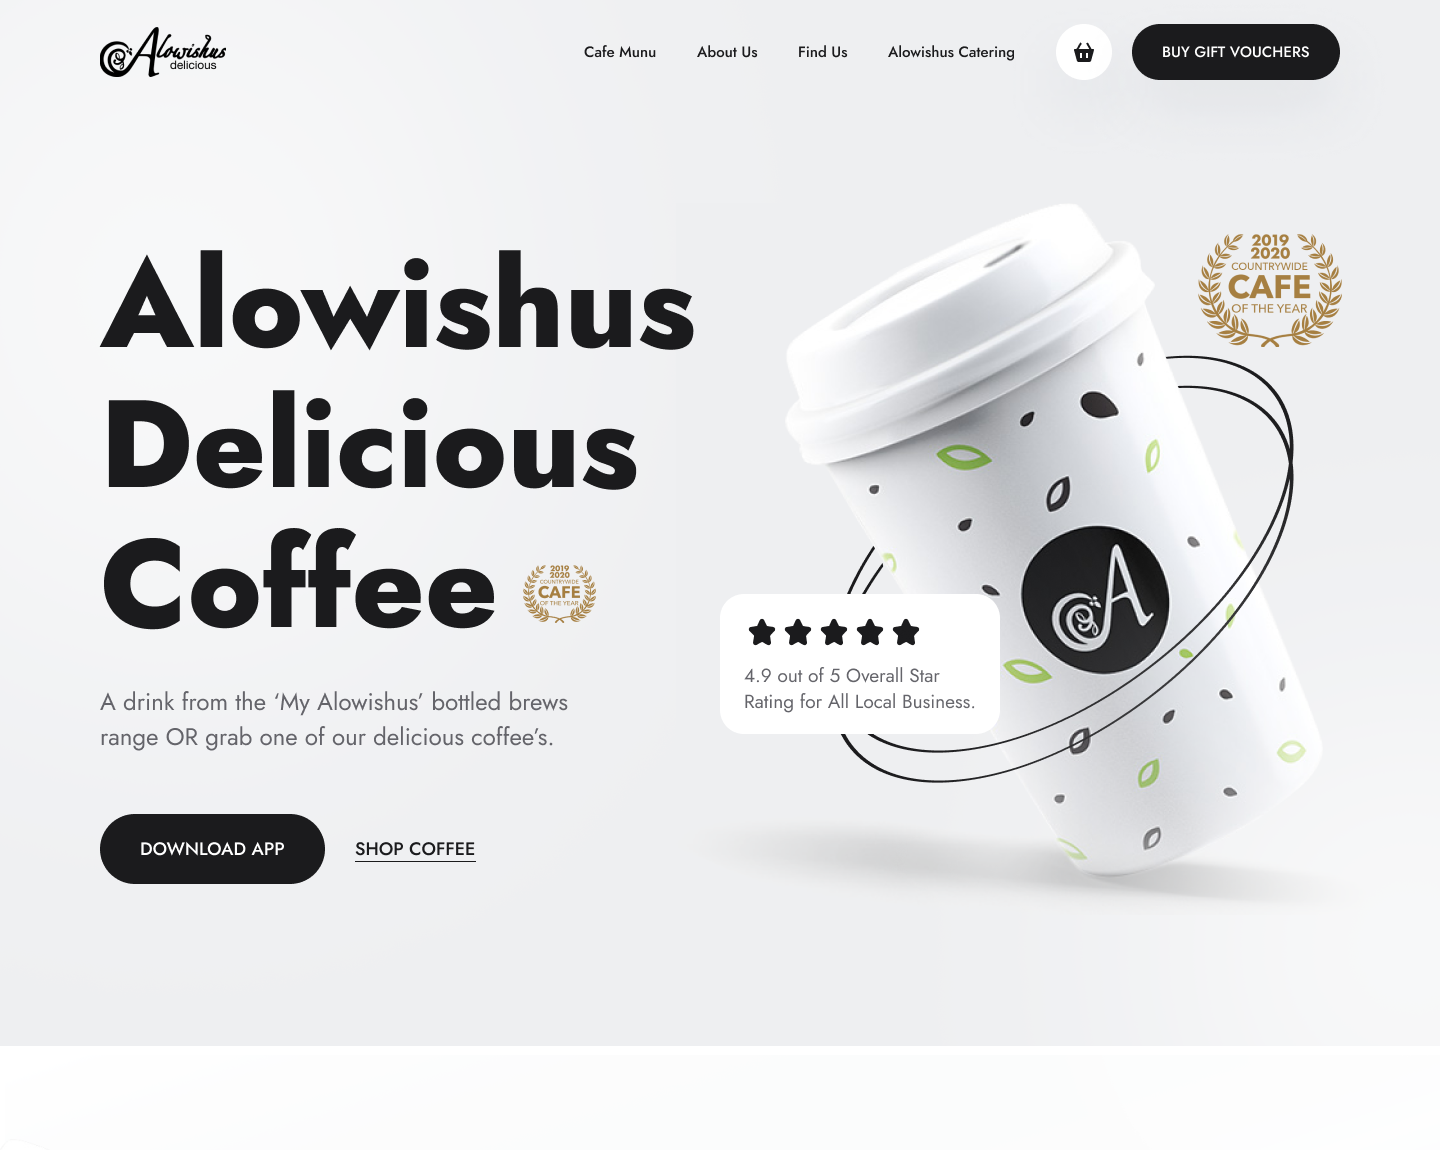 Alowishus
delicious
Cafe Munu
About Us
Find Us
Alowishus Catering
BUY GIFT VOUCHERS
Alowishus
Delicious
Coffee
2019
2020
COUNTRYWIDE
CAFE
OF THE YEAR
A drink from the ‘My Alowishus’ bottled brews
range OR grab one of our delicious coffee’s.
DOWNLOAD APP
SHOP COFFEE
2019
2020
COUNTRYWIDE
CAFE
OF THE YEAR
A
4.9 out of 5 Overall Star
Rating for All Local Business.